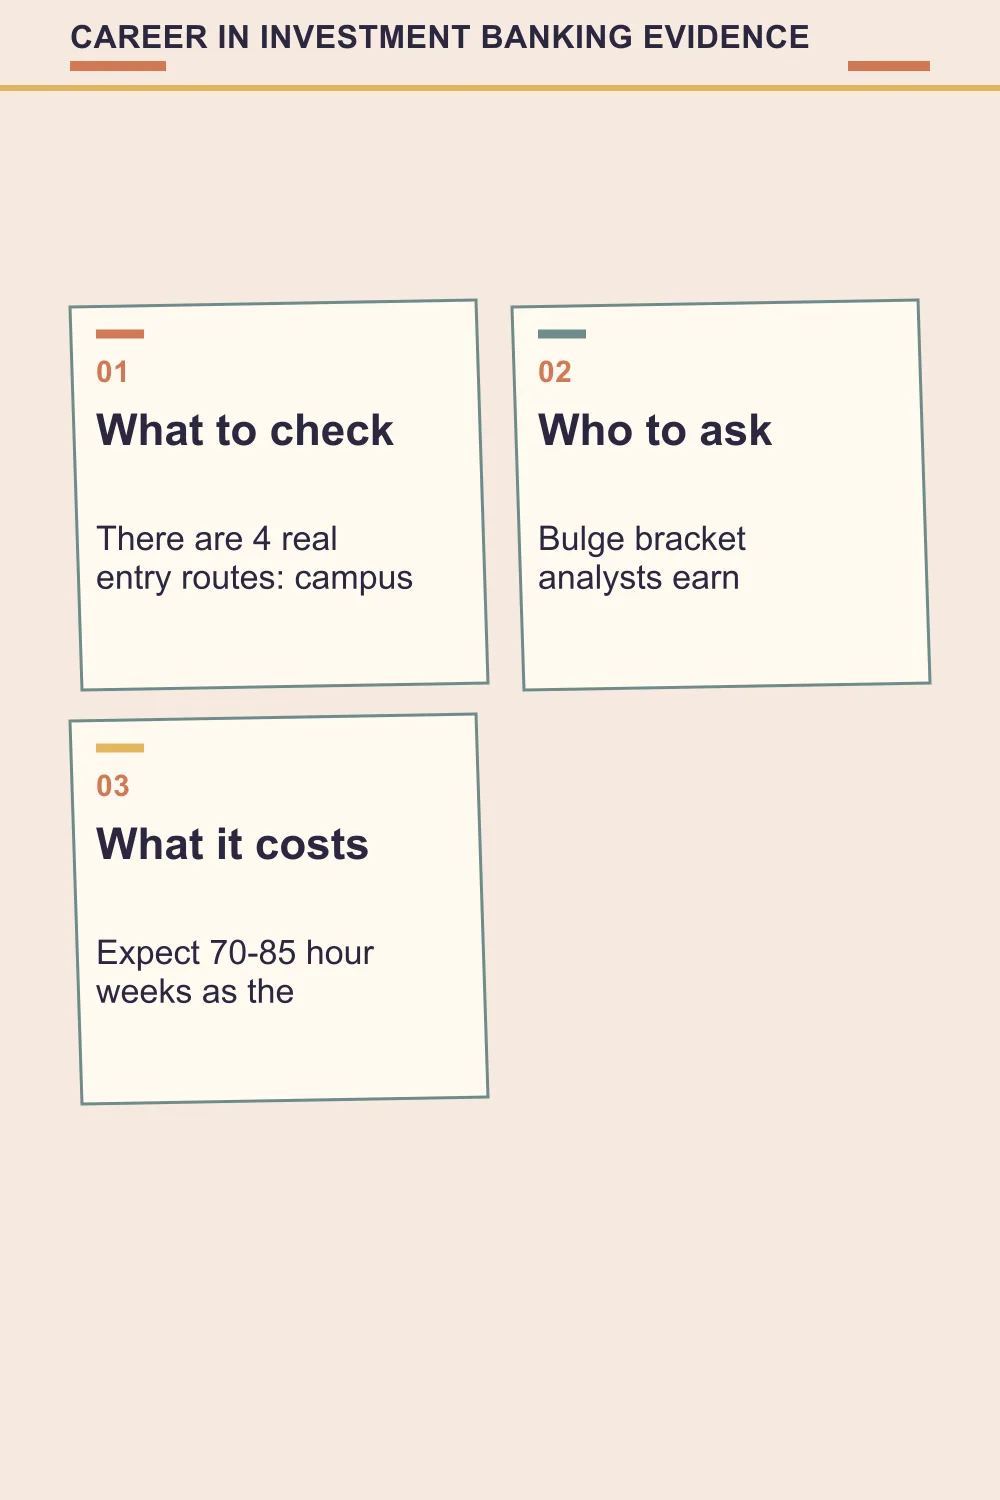 CAREER IN INVESTMENT BANKING EVIDENCE
01
What to check
There are 4 real
entry routes: campus
02
Who to ask
Bulge bracket
analysts earn
03
What it costs
Expect 70-85 hour
weeks as the